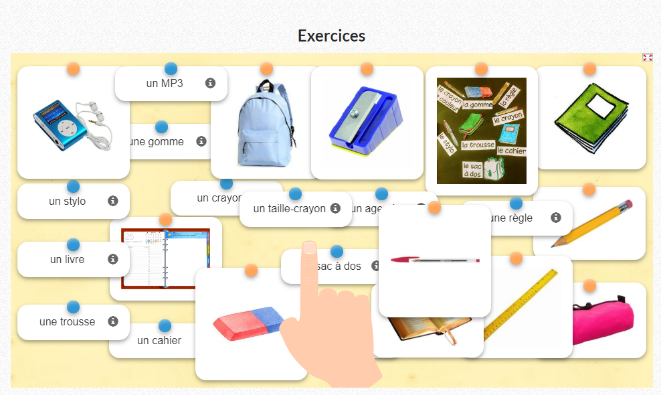 Exercices
un MP3
une gomme
un stylo
un crayon
un taille-crayon
un age
une règle
un livre
sac à dos
une trousse
un cahier
le crayon
la gomme
la règle
le crayon
le stylo
la trousse
le cahier
le sac
à dos